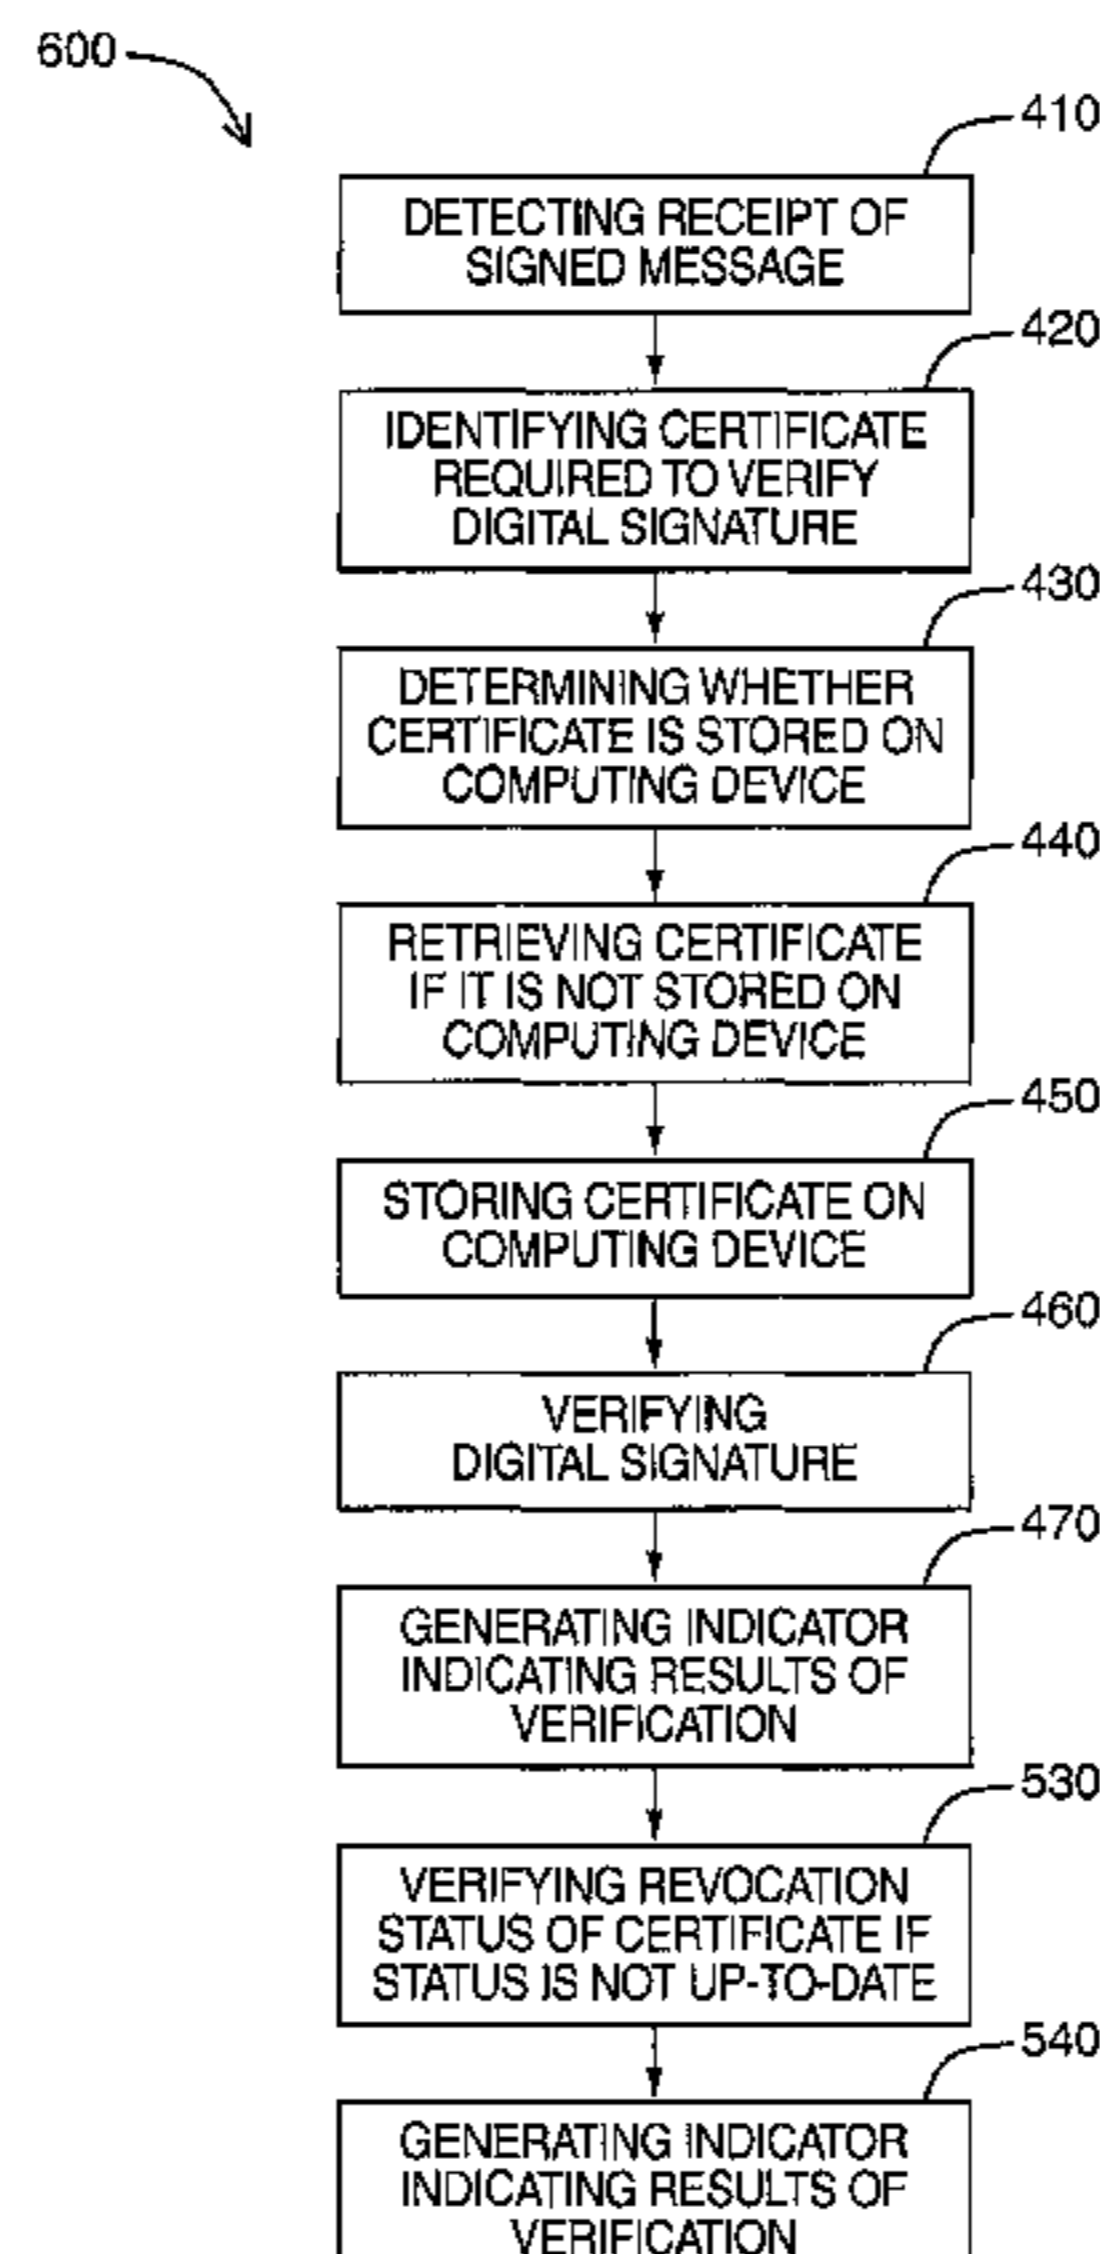 600
410
DETECTING RECEIPT OF
SIGNED MESSAGE
420
IDENTIFYING CERTIFICATE
REQUIRED TO VERIFY
DIGITAL SIGNATURE
430
DETERMINING WHETHER
CERTIFICATE IS STORED ON
COMPUTING DEVICE
440
RETRIEVING CERTIFICATE
IF IT IS NOT STORED ON
COMPUTING DEVICE
450
STORING CERTIFICATE ON
COMPUTING DEVICE
460
VERIFYING
DIGITAL SIGNATURE
470
GENERATING INDICATOR
INDICATING RESULTS OF
VERIFICATION
530
VERIFYING REVOCATION
STATUS OF CERTIFICATE IF
STATUS IS NOT UP-TO-DATE
540
GENERATING INDICATOR
INDICATING RESULTS OF
VERIFICATION